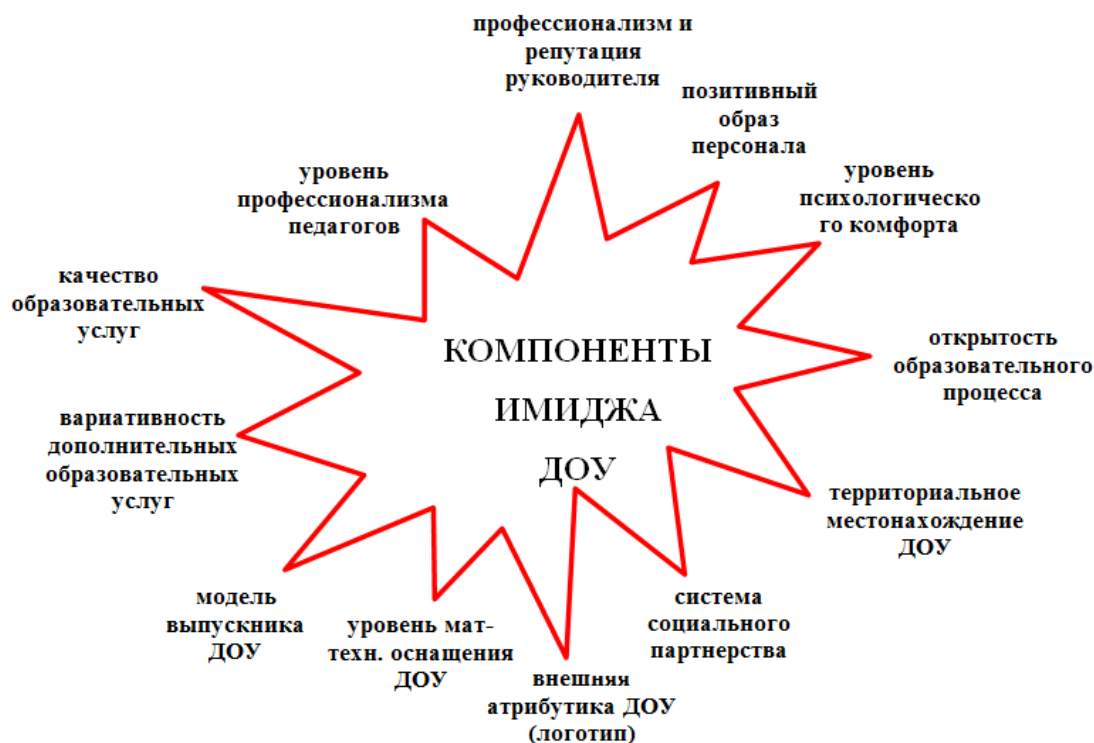 профессионализм и
репутация
руководителя
позитивный
образ
персонала
уровень
психологическо
го комфорта
открытость
образовательного
процесса
территориальное
местонахождение
ДОУ
система
социального
партнерства
внешняя
атрибутика ДОУ
(логотип)
уровень мат-
техн. оснащения
ДОУ
модель
выпускника
ДОУ
вариативность
дополнительных
образовательных
услуг
качество
образовательных
услуг
уровень
профессионализма
педагогов
КОМПОНЕНТЫ
ИМИДЖА
ДОУ